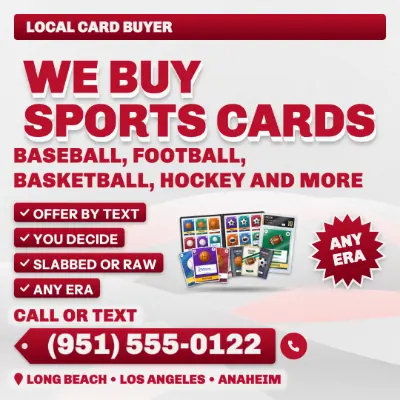 LOCAL CARD BUYER
WE BUY
SPORTS CARDS
BASEBALL, FOOTBALL,
BASKETBALL, HOCKEY AND MORE
OFFER BY TEXT
YOU DECIDE
SLABBED OR RAW
ANY ERA
ANY
ERA
CALL OR TEXT
(951) 555-0122
LONG BEACH • LOS ANGELES • ANAHEIM